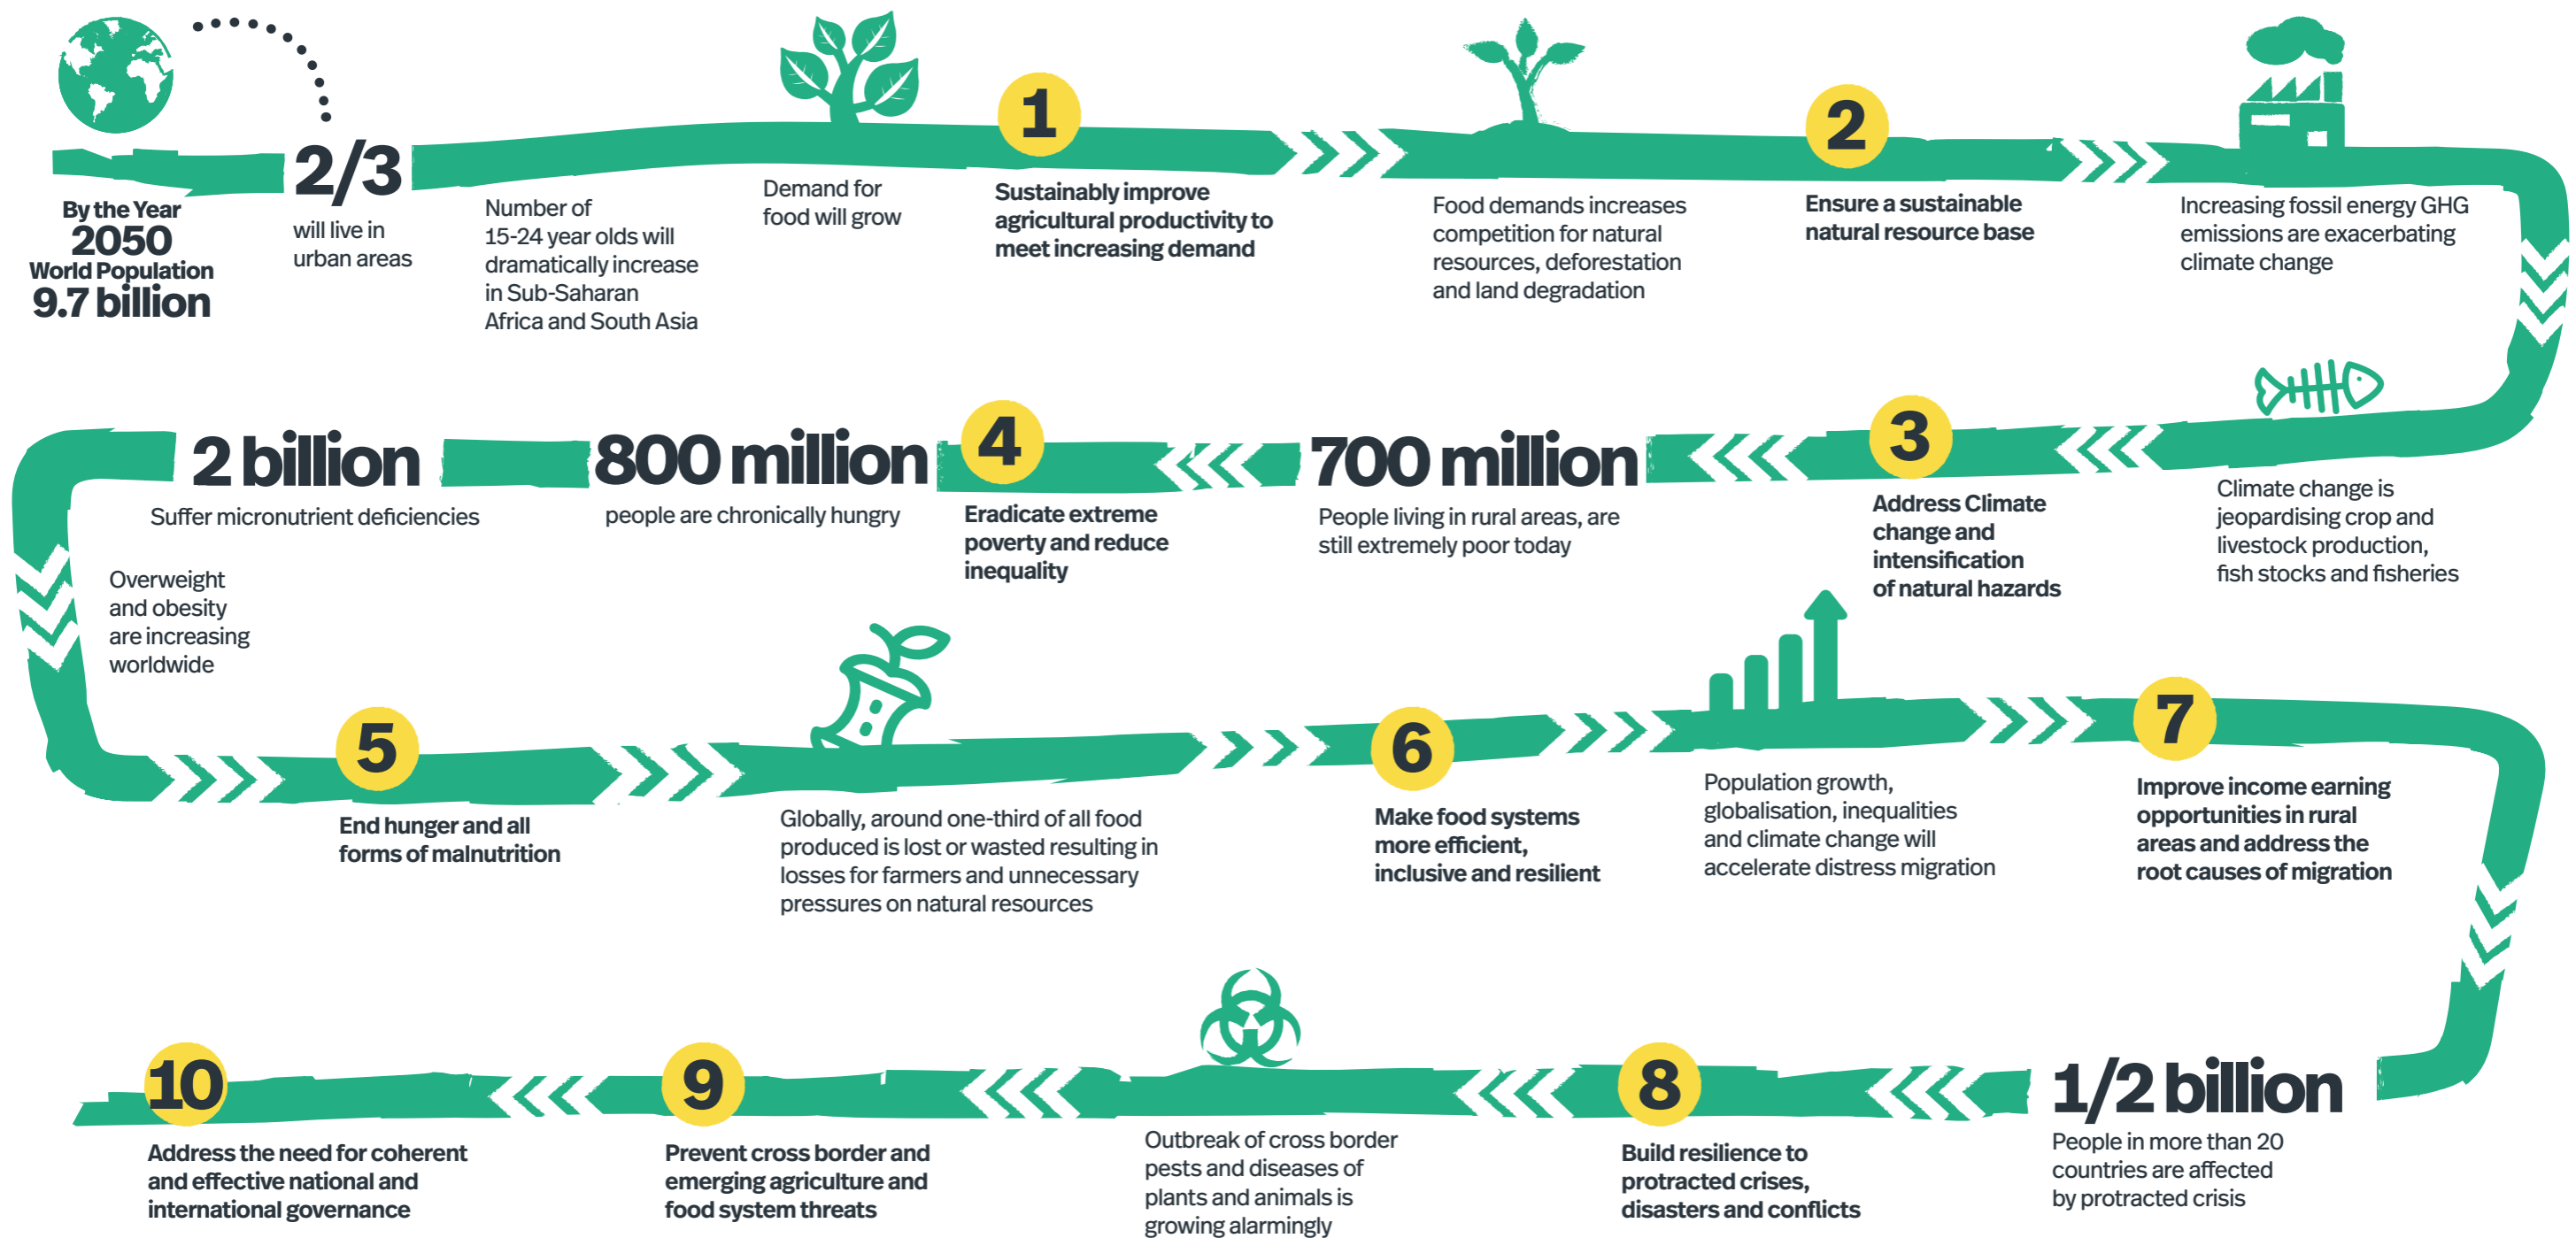 By the Year
2050
World Population
9.7 billion
2/3
will live in
urban areas
Number of
15-24 year olds will
dramatically increase
in Sub-Saharan
Africa and South Asia
Demand for
food will grow
1
Sustainably improve
agricultural productivity to
meet increasing demand
Food demands increases
competition for natural
resources, deforestation
and land degradation
2
Ensure a sustainable
natural resource base
Increasing fossil energy GHG
emissions are exacerbating
climate change
Climate change is
jeopardising crop and
livestock production,
fish stocks and fisheries
3
Address Climate
change and
intensification
of natural hazards
700 million
People living in rural areas, are
still extremely poor today
4
Eradicate extreme
poverty and reduce
inequality
800 million
people are chronically hungry
2 billion
Suffer micronutrient deficiencies
Overweight
and obesity
are increasing
worldwide
5
End hunger and all
forms of malnutrition
Globally, around one-third of all food
produced is lost or wasted resulting in
losses for farmers and unnecessary
pressures on natural resources
6
Make food systems
more efficient,
inclusive and resilient
Population growth,
globalisation, inequalities
and climate change will
accelerate distress migration
7
Improve income earning
opportunities in rural
areas and address the
root causes of migration
1/2 billion
People in more than 20
countries are affected
by protracted crisis
8
Build resilience to
protracted crises,
disasters and conflicts
Outbreak of cross border
pests and diseases of
plants and animals is
growing alarmingly
9
Prevent cross border and
emerging agriculture and
food system threats
10
Address the need for coherent
and effective national and
international governance